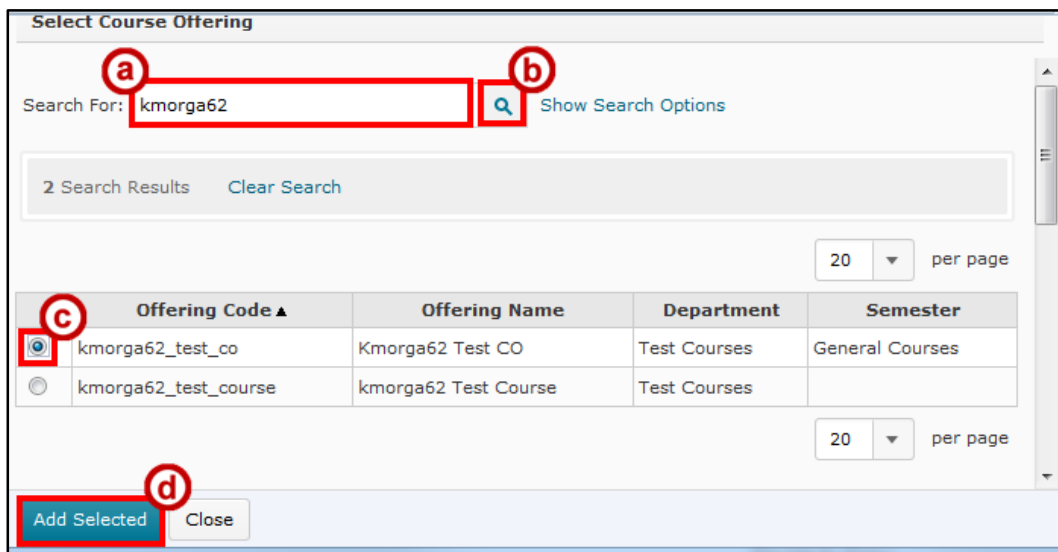 Select Course Offering
a
b
Search For: kmorga62 Show Search Options
2 Search Results Clear Search
20 per page
c
Offering Code ▲ Offering Name Department Semester
kmorga62_test_co Kmorga62 Test CO Test Courses General Courses
kmorga62_test_course kmorga62 Test Course Test Courses
20 per page
d
Add Selected Close